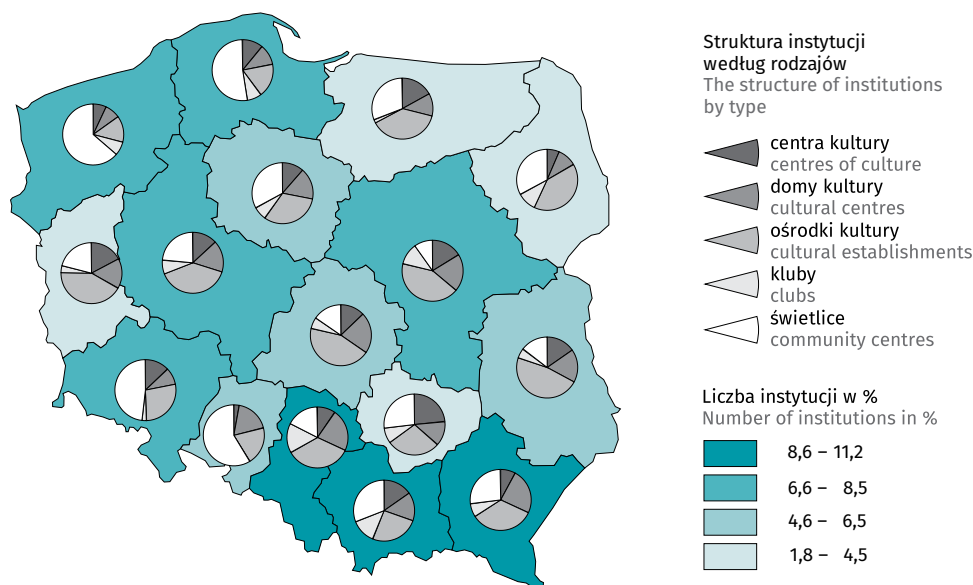 Struktura instytucji
według rodzajów
The structure of institutions
by type
centra kultury
centres of culture
domy kultury
cultural centres
ośrodki kultury
cultural establishments
kluby
clubs
świetlice
community centres
Liczba instytucji w %
Number of institutions in %
8,6 – 11,2
6,6 – 8,5
4,6 – 6,5
1,8 – 4,5